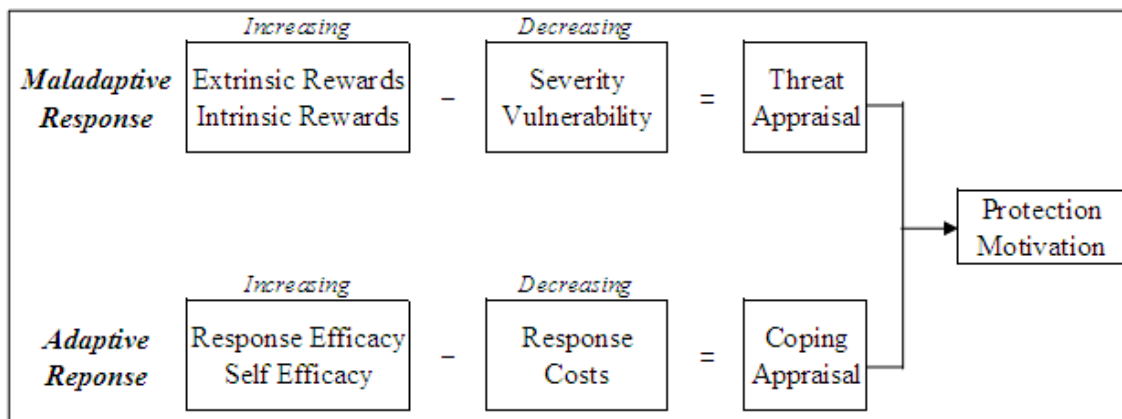 Increasing
Decreasing
Maladaptive
Response
Extrinsic Rewards
Intrinsic Rewards
–
Severity
Vulnerability
=
Threat
Appraisal
Protection
Motivation
Increasing
Decreasing
Adaptive
Reponse
Response Efficacy
Self Efficacy
–
Response
Costs
=
Coping
Appraisal